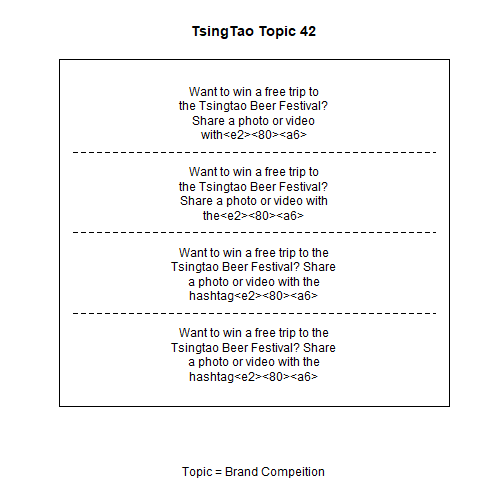 TsingTao Topic 42
Want to win a free trip to
the Tsingtao Beer Festival?
Share a photo or video
with<e2><80><a6>
Want to win a free trip to
the Tsingtao Beer Festival?
Share a photo or video with
the<e2><80><a6>
Want to win a free trip to the
Tsingtao Beer Festival? Share
a photo or video with the
hashtag<e2><80><a6>
Want to win a free trip to the
Tsingtao Beer Festival? Share
a photo or video with the
hashtag<e2><80><a6>
Topic = Brand Compeition